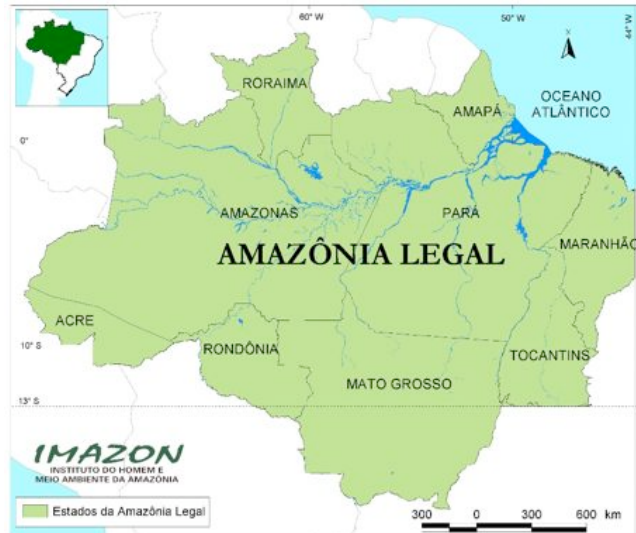 60° W
50° W
44° W
RORAIMA
AMAPÁ
OCEANO
ATLÂNTICO
0°
AMAZONAS
PARÁ
MARANHÃO
AMAZÔNIA LEGAL
ACRE
RONDÔNIA
TOCANTINS
10° S
MATO GROSSO
13° S
IMAZON
INSTITUTO DO HOMEM E
MEIO AMBIENTE DA AMAZÔNIA
Estados da Amazônia Legal
300 0 300 600 km